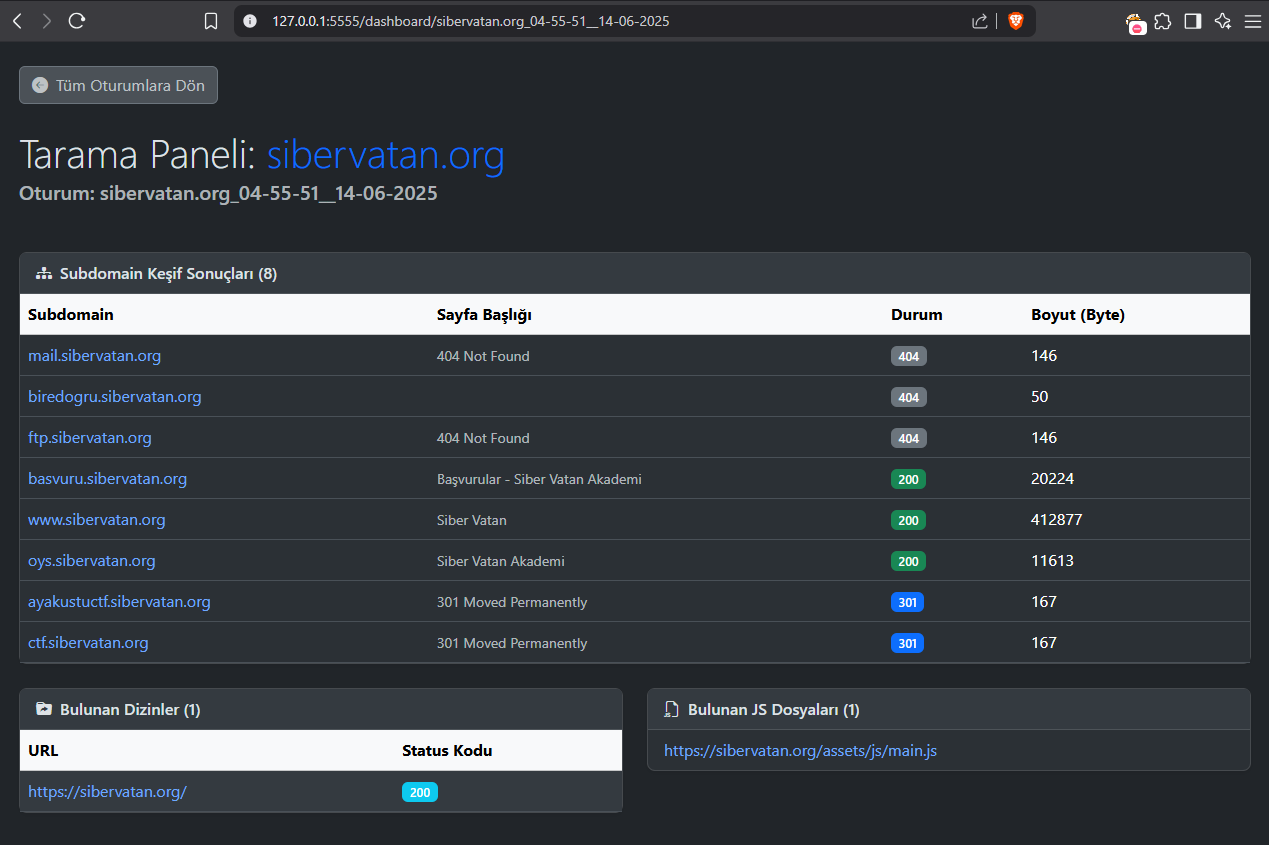 127.0.0.1:5555/dashboard/sibervatan.org_04-55-51__14-06-2025
Tüm Oturumlara Dön
Tarama Paneli: sibervatan.org
Oturum: sibervatan.org_04-55-51__14-06-2025
Subdomain Keşif Sonuçları (8)
Subdomain Sayfa Başlığı Durum Boyut (Byte)
mail.sibervatan.org 404 Not Found 404 146
biredogru.sibervatan.org 404 50
ftp.sibervatan.org 404 Not Found 404 146
basvuru.sibervatan.org Başvurular - Siber Vatan Akademi 200 20224
www.sibervatan.org Siber Vatan 200 412877
oys.sibervatan.org Siber Vatan Akademi 200 11613
ayakustuctf.sibervatan.org 301 Moved Permanently 301 167
ctf.sibervatan.org 301 Moved Permanently 301 167
Bulunan Dizinler (1)
URL Status Kodu
https://sibervatan.org/ 200
Bulunan JS Dosyaları (1)
https://sibervatan.org/assets/js/main.js